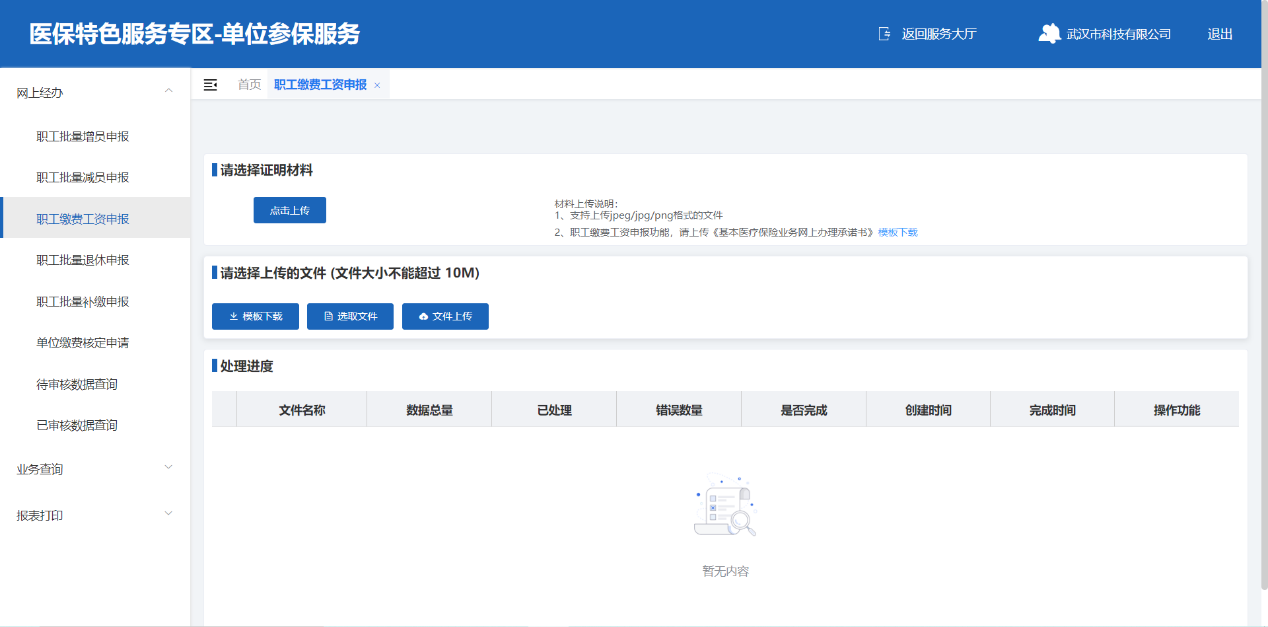 医保特色服务专区-单位参保服务
返回服务大厅
武汉市科技有限公司
退出
网上经办
职工批量增员申报
职工批量减员申报
职工缴费工资申报
职工批量退休申报
职工批量补缴申报
单位缴费核定申请
待审核数据查询
已审核数据查询
业务查询
报表打印
首页
职工缴费工资申报 ×
请选择证明材料
点击上传
材料上传说明：
1、支持上传jpeg/jpg/png格式的文件
2、职工缴费工资申报功能，请上传《基本医疗保险业务网上办理承诺书》模板下载
请选择上传的文件 (文件大小不能超过 10M)
模板下载
选取文件
文件上传
处理进度
文件名称 数据总量 已处理 错误数量 是否完成 创建时间 完成时间 操作功能
暂无内容